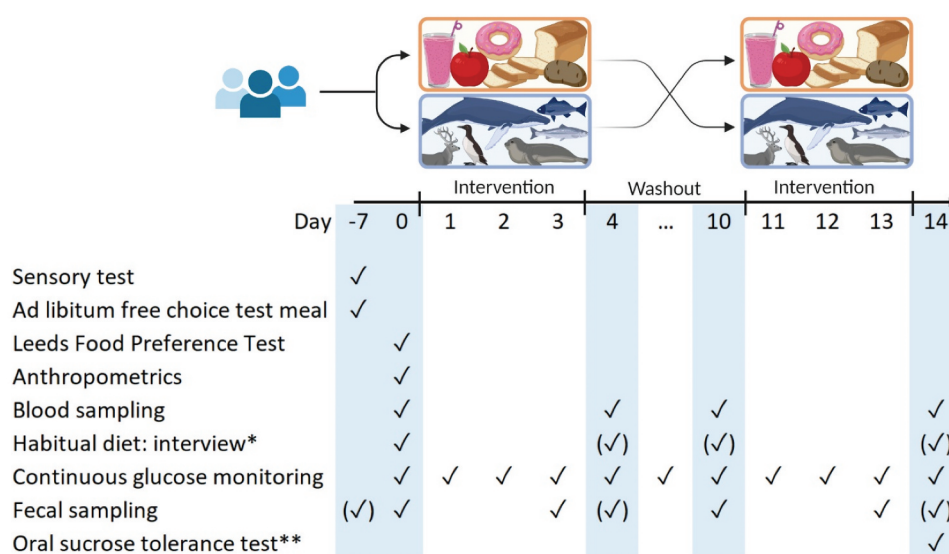 Intervention Washout Intervention
Day -7 0 1 2 3 4 ... 10 11 12 13 14
Sensory test ✓
Ad libitum free choice test meal ✓
Leeds Food Preference Test ✓
Anthropometrics ✓
Blood sampling ✓ ✓ ✓ ✓
Habitual diet: interview* ✓ (✓) (✓) (✓)
Continuous glucose monitoring ✓ ✓ ✓ ✓ ✓ ✓ ✓ ✓ ✓ ✓ ✓
Fecal sampling (✓) ✓ ✓ (✓) ✓ ✓ (✓)
Oral sucrose tolerance test** ✓